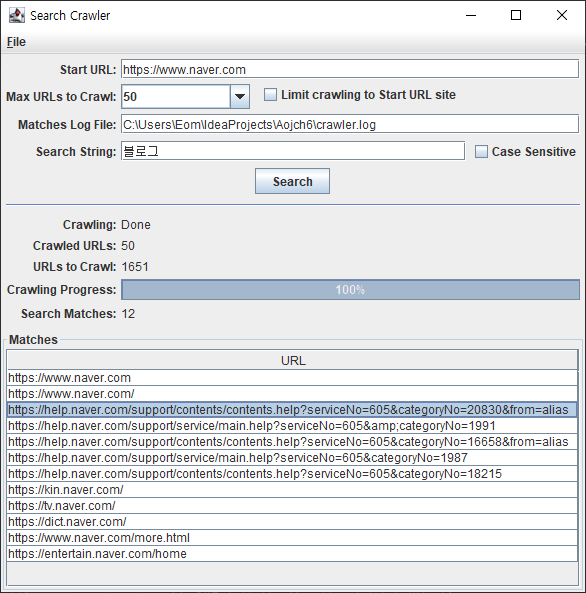 Search Crawler
File
Start URL: https://www.naver.com
Max URLs to Crawl: 50 Limit crawling to Start URL site
Matches Log File: C:\Users\Eom\IdeaProjects\Aojch6\crawler.log
Search String: 블로그 Case Sensitive
Search
Crawling: Done
Crawled URLs: 50
URLs to Crawl: 1651
Crawling Progress: 100%
Search Matches: 12
Matches
URL
https://www.naver.com
https://www.naver.com/
https://help.naver.com/support/contents/contents.help?serviceNo=605&categoryNo=20830&from=alias
https://help.naver.com/support/service/main.help?serviceNo=605&amp;categoryNo=1991
https://help.naver.com/support/contents/contents.help?serviceNo=605&categoryNo=16658&from=alias
https://help.naver.com/support/service/main.help?serviceNo=605&categoryNo=1987
https://help.naver.com/support/contents/contents.help?serviceNo=605&categoryNo=18215
https://kin.naver.com/
https://tv.naver.com/
https://dict.naver.com/
https://www.naver.com/more.html
https://entertain.naver.com/home